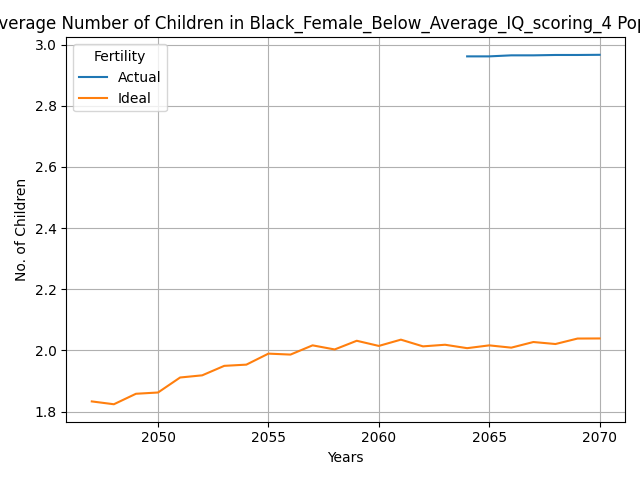 verage Number of Children in Black_Female_Below_Average_IQ_scoring_4 Pop
Fertility
Actual
Ideal
3.0
2.8
2.6
2.4
2.2
2.0
1.8
No. of Children
2050
2055
2060
2065
2070
Years